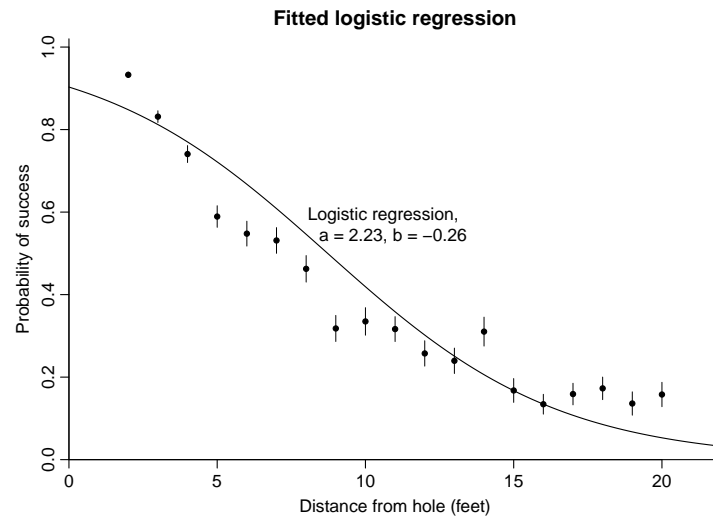 Fitted logistic regression
Probability of success
1.0
0.8
0.6
0.4
0.2
0.0
Logistic regression,
a = 2.23, b = −0.26
0 5 10 15 20
Distance from hole (feet)